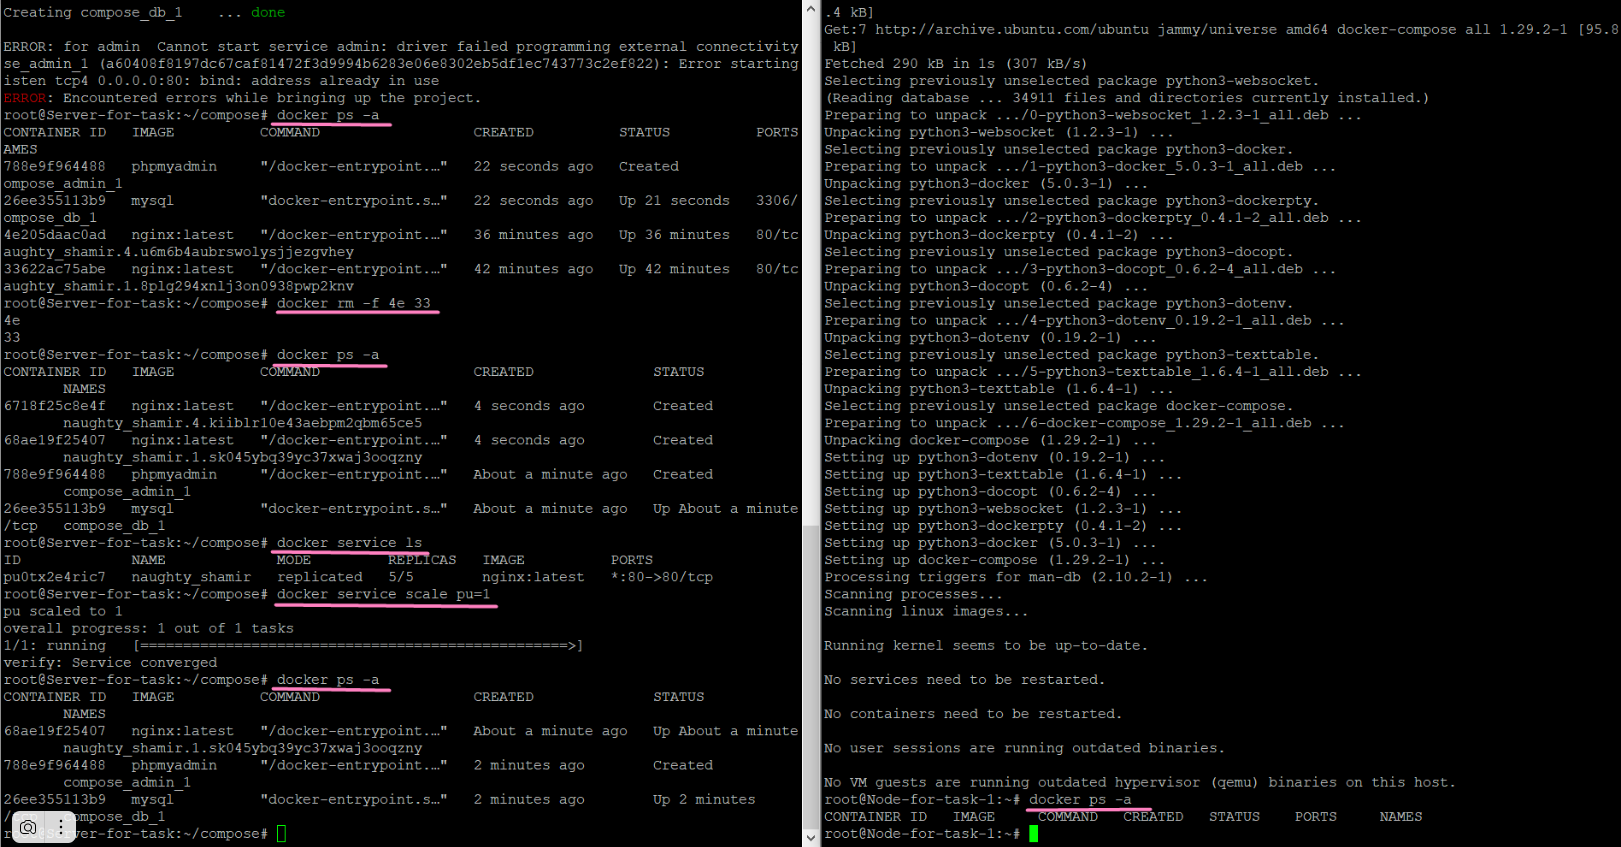 Creating compose_db_1    ... done
ERROR: for admin  Cannot start service admin: driver failed programming external connectivity
se_admin_1 (a60408f8197dc67caf81472f3d9994b6283e06e8302eb5df1ec743773c2ef822): Error starting
isten tcp4 0.0.0.0:80: bind: address already in use
ERROR: Encountered errors while bringing up the project.
root@Server-for-task:~/compose# docker ps -a
CONTAINER ID   IMAGE          COMMAND                  CREATED          STATUS          PORTS
AMES
788e9f964488   phpmyadmin     "/docker-entrypoint.…"   22 seconds ago   Created
ompose_admin_1
26ee355113b9   mysql          "docker-entrypoint.s…"   22 seconds ago   Up 21 seconds   3306/
ompose_db_1
4e205daac0ad   nginx:latest   "/docker-entrypoint.…"   36 minutes ago   Up 36 minutes   80/tc
aughty_shamir.4.u6m6b4aubrswolysjjezgvhey
33622ac75abe   nginx:latest   "/docker-entrypoint.…"   42 minutes ago   Up 42 minutes   80/tc
aughty_shamir.1.8plg294xnlj3on0938pwp2knv
root@Server-for-task:~/compose# docker rm -f 4e 33
4e
33
root@Server-for-task:~/compose# docker ps -a
CONTAINER ID   IMAGE          COMMAND                  CREATED              STATUS
       NAMES
6718f25c8e4f   nginx:latest   "/docker-entrypoint.…"   4 seconds ago        Created
       naughty_shamir.4.kiiblr10e43aebpm2qbm65ce5
68ae19f25407   nginx:latest   "/docker-entrypoint.…"   4 seconds ago        Created
       naughty_shamir.1.sk045ybq39yc37xwaj3ooqzny
788e9f964488   phpmyadmin     "/docker-entrypoint.…"   About a minute ago   Created
       compose_admin_1
26ee355113b9   mysql          "docker-entrypoint.s…"   About a minute ago   Up About a minute
/tcp   compose_db_1
root@Server-for-task:~/compose# docker service ls
ID             NAME             MODE         REPLICAS   IMAGE          PORTS
pu0tx2e4ric7   naughty_shamir   replicated   5/5        nginx:latest   *:80->80/tcp
root@Server-for-task:~/compose# docker service scale pu=1
pu scaled to 1
overall progress: 1 out of 1 tasks
1/1: running   [==================================================>]
verify: Service converged
root@Server-for-task:~/compose# docker ps -a
CONTAINER ID   IMAGE          COMMAND                  CREATED              STATUS
       NAMES
68ae19f25407   nginx:latest   "/docker-entrypoint.…"   About a minute ago   Up About a minute
       naughty_shamir.1.sk045ybq39yc37xwaj3ooqzny
788e9f964488   phpmyadmin     "/docker-entrypoint.…"   2 minutes ago        Created
       compose_admin_1
26ee355113b9   mysql          "docker-entrypoint.s…"   2 minutes ago        Up 2 minutes
compose_db_1
root@Server-for-task:~/compose#
.4 kB]
Get:7 http://archive.ubuntu.com/ubuntu jammy/universe amd64 docker-compose all 1.29.2-1 [95.8
 kB]
Fetched 290 kB in 1s (307 kB/s)
Selecting previously unselected package python3-websocket.
(Reading database ... 34911 files and directories currently installed.)
Preparing to unpack .../0-python3-websocket_1.2.3-1_all.deb ...
Unpacking python3-websocket (1.2.3-1) ...
Selecting previously unselected package python3-docker.
Preparing to unpack .../1-python3-docker_5.0.3-1_all.deb ...
Unpacking python3-docker (5.0.3-1) ...
Selecting previously unselected package python3-dockerpty.
Preparing to unpack .../2-python3-dockerpty_0.4.1-2_all.deb ...
Unpacking python3-dockerpty (0.4.1-2) ...
Selecting previously unselected package python3-docopt.
Preparing to unpack .../3-python3-docopt_0.6.2-4_all.deb ...
Unpacking python3-docopt (0.6.2-4) ...
Selecting previously unselected package python3-dotenv.
Preparing to unpack .../4-python3-dotenv_0.19.2-1_all.deb ...
Unpacking python3-dotenv (0.19.2-1) ...
Selecting previously unselected package python3-texttable.
Preparing to unpack .../5-python3-texttable_1.6.4-1_all.deb ...
Unpacking python3-texttable (1.6.4-1) ...
Selecting previously unselected package docker-compose.
Preparing to unpack .../6-docker-compose_1.29.2-1_all.deb ...
Unpacking docker-compose (1.29.2-1) ...
Setting up python3-dotenv (0.19.2-1) ...
Setting up python3-texttable (1.6.4-1) ...
Setting up python3-docopt (0.6.2-4) ...
Setting up python3-websocket (1.2.3-1) ...
Setting up python3-dockerpty (0.4.1-2) ...
Setting up python3-docker (5.0.3-1) ...
Setting up docker-compose (1.29.2-1) ...
Processing triggers for man-db (2.10.2-1) ...
Scanning processes...
Scanning linux images...
Running kernel seems to be up-to-date.
No services need to be restarted.
No containers need to be restarted.
No user sessions are running outdated binaries.
No VM guests are running outdated hypervisor (qemu) binaries on this host.
root@Node-for-task-1:~# docker ps -a
CONTAINER ID   IMAGE     COMMAND   CREATED   STATUS    PORTS     NAMES
root@Node-for-task-1:~#